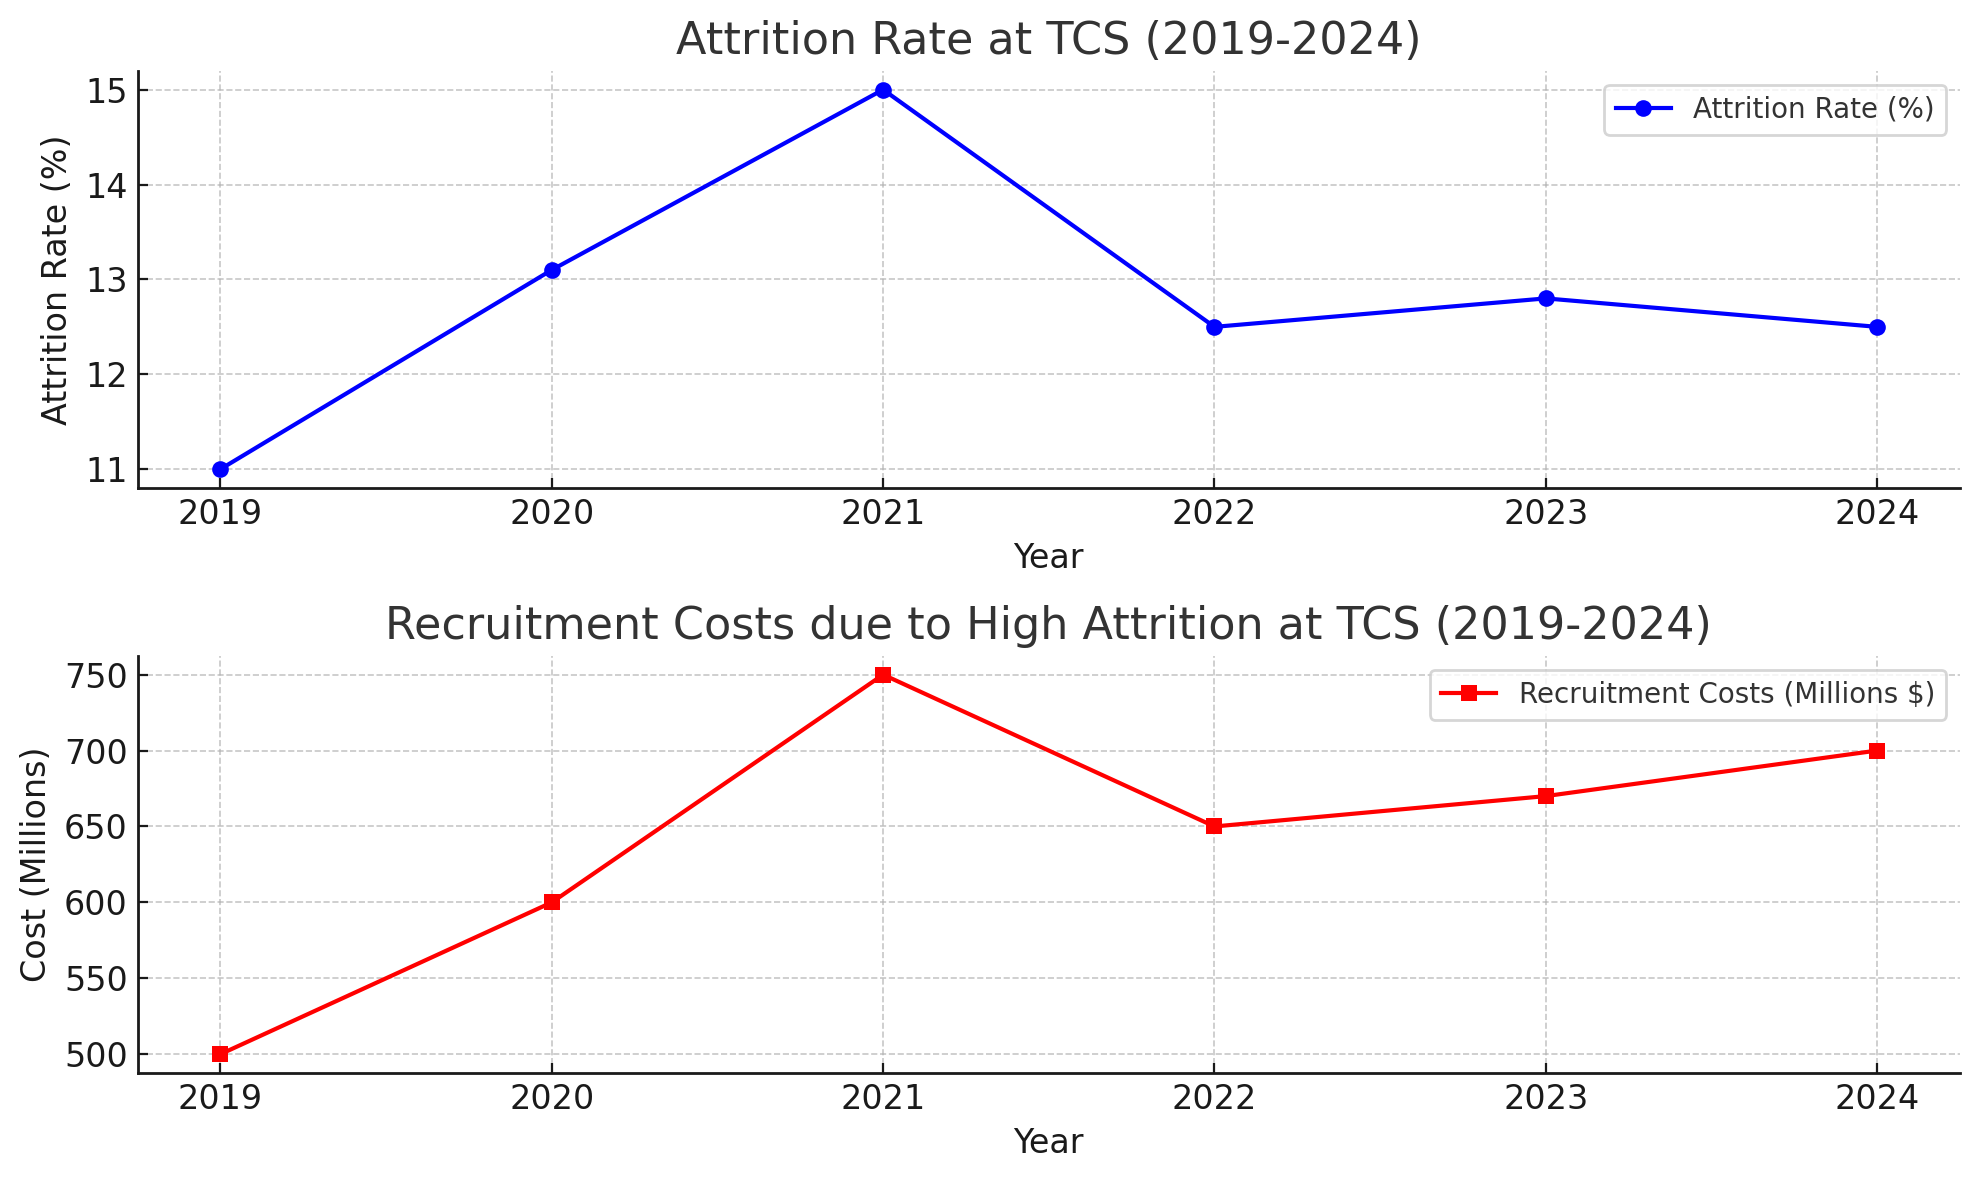 Attrition Rate at TCS (2019-2024)
Attrition Rate (%)
15
14
13
12
11
Attrition Rate (%)
2019 2020 2021 2022 2023 2024
Year
Recruitment Costs due to High Attrition at TCS (2019-2024)
Recruitment Costs (Millions $)
750
700
650
600
550
500
Cost (Millions)
2019 2020 2021 2022 2023 2024
Year